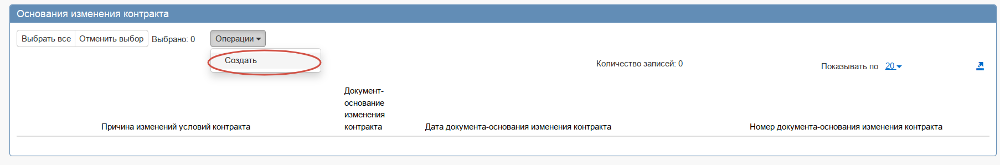 Основания изменения контракта
Выбрать все Отменить выбор Выбрано: 0 Операции
Создать
Количество записей: 0 Показывать по 20
Документ-
основание
изменения
контракта
Причина изменений условий контракта
Дата документа-основания изменения контракта
Номер документа-основания изменения контракта